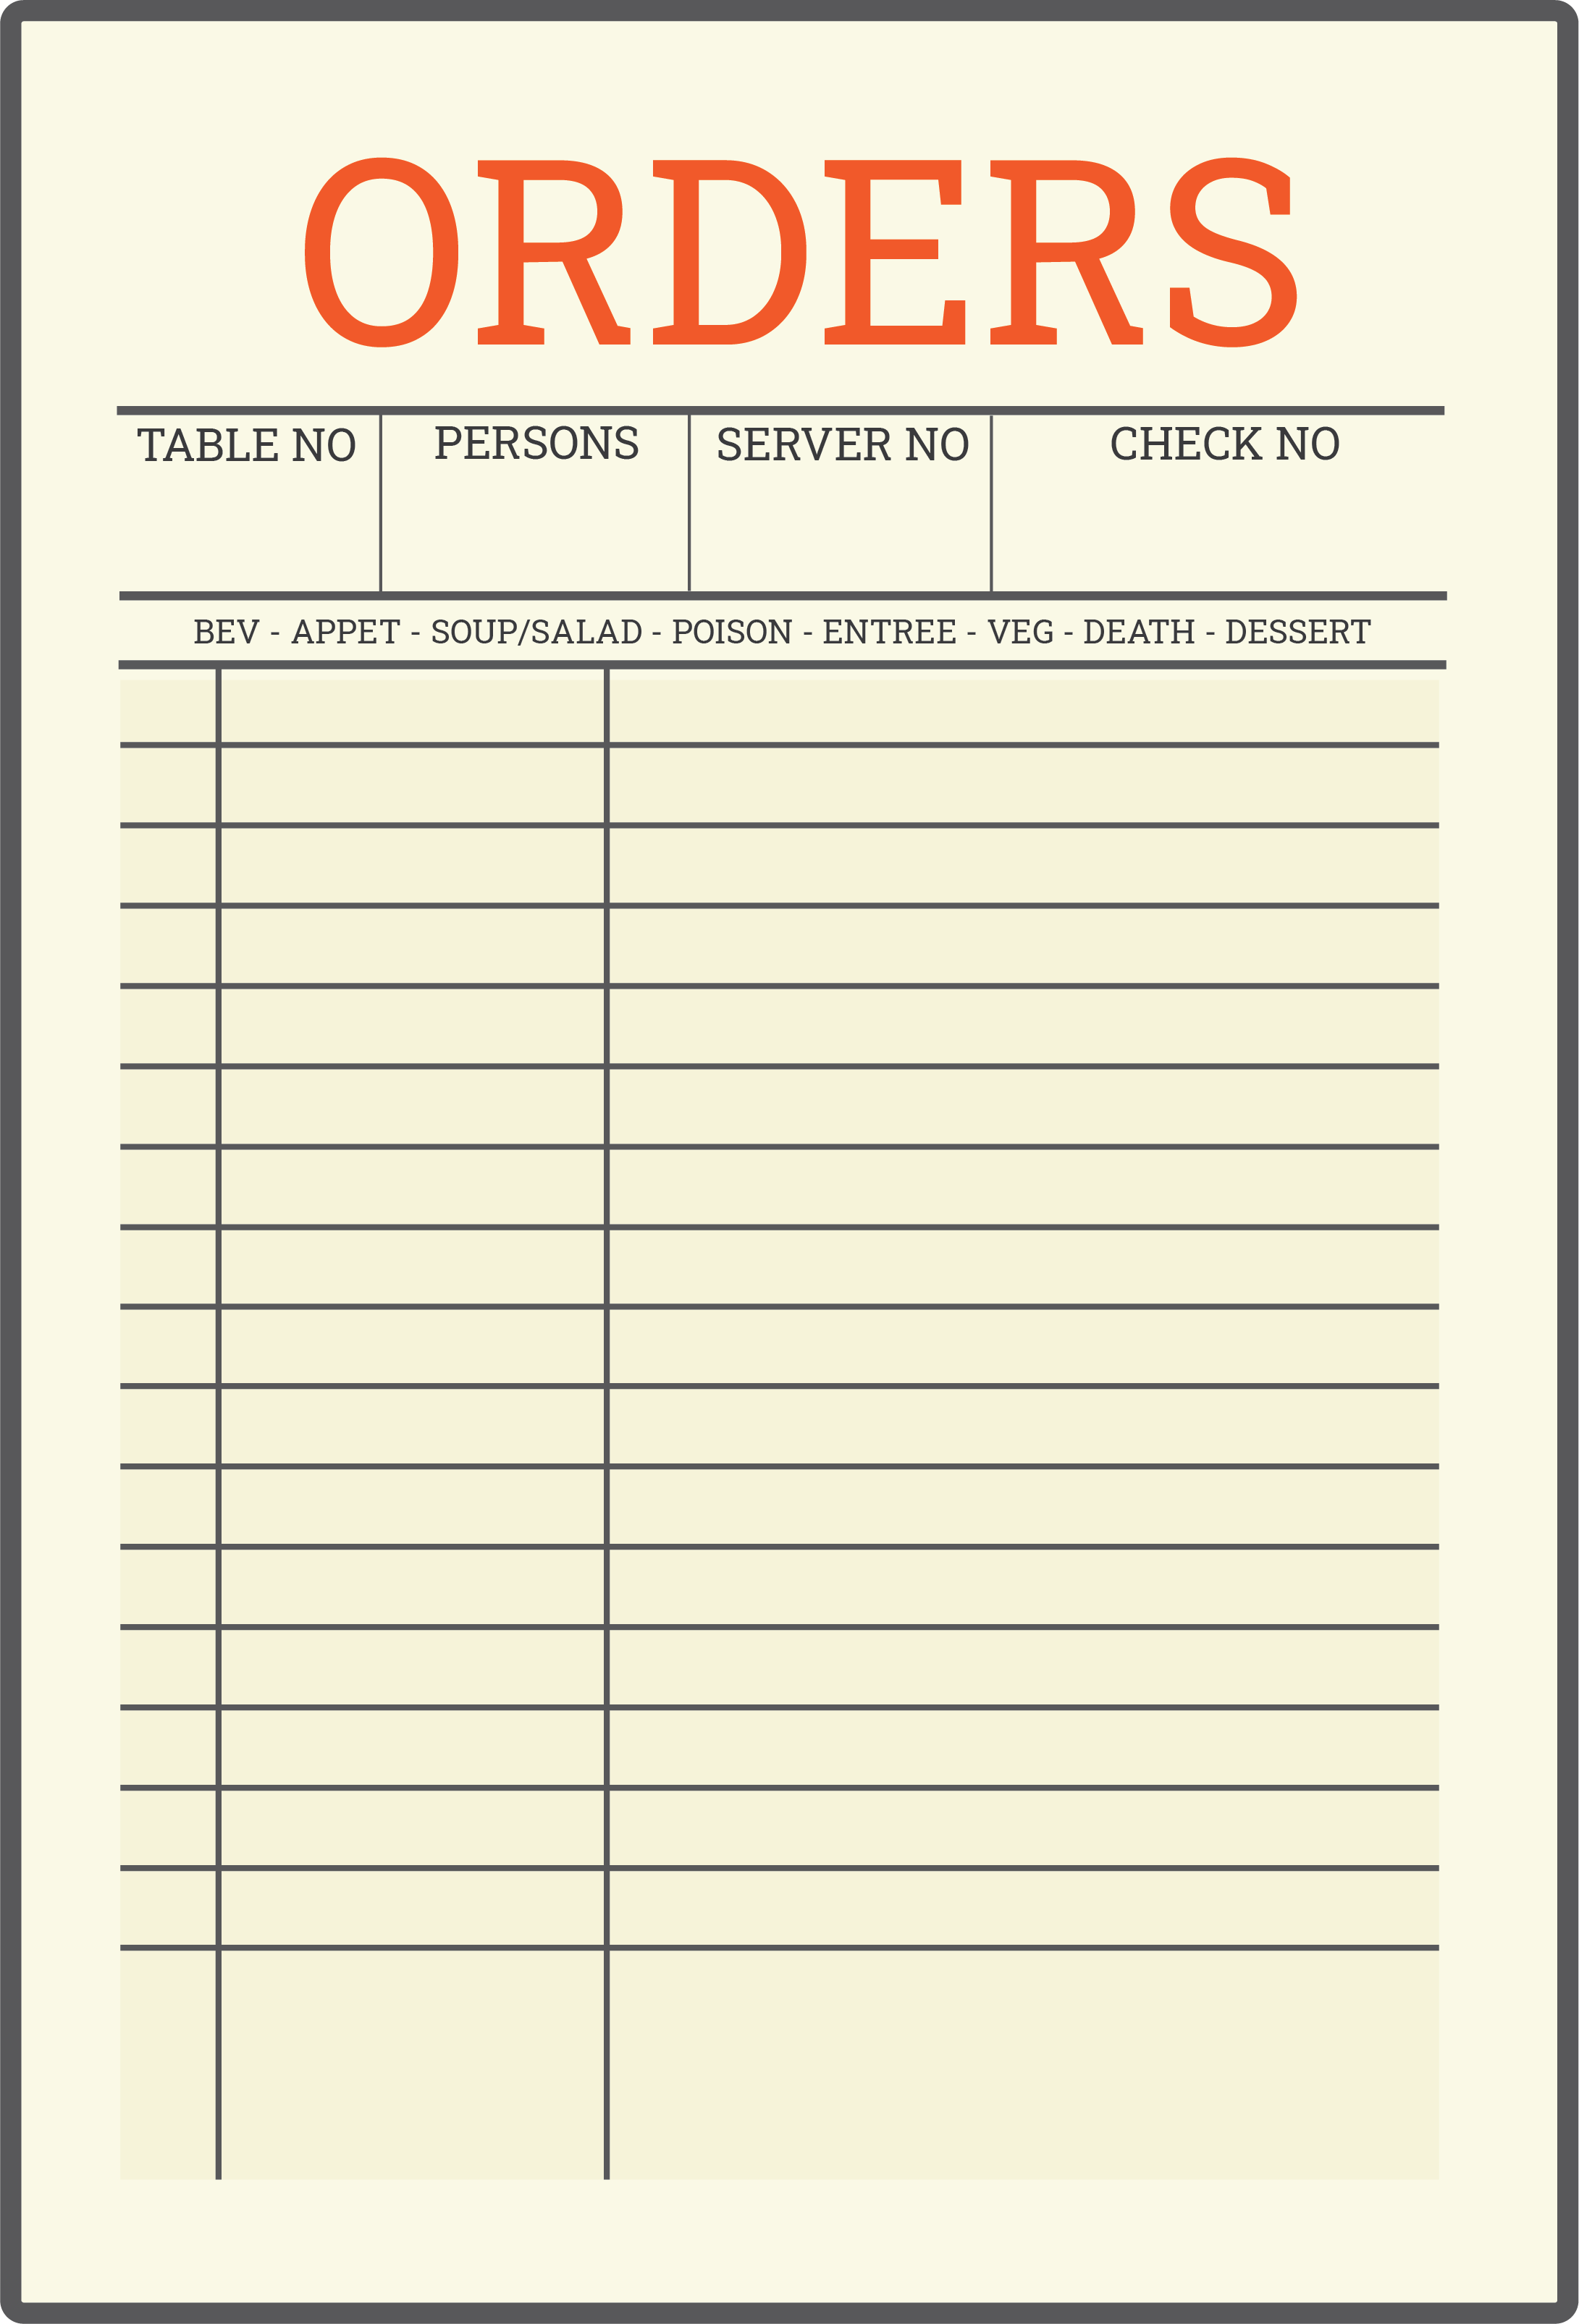 ORDERS
TABLE NO PERSONS SERVER NO CHECK NO
BEV - APPET - SOUP/SALAD - POISON - ENTREE - VEG - DEATH - DESSERT